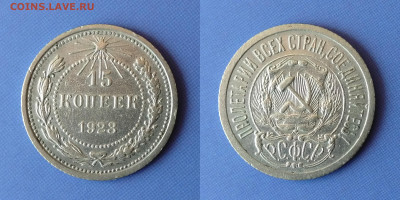 COINS.LAVE.RU
15
КОПЕЕК
1923
ПРОЛЕТАРИИ ВСЕХ СТРАН, СОЕДИНЯЙТЕСЬ!
РСФСР